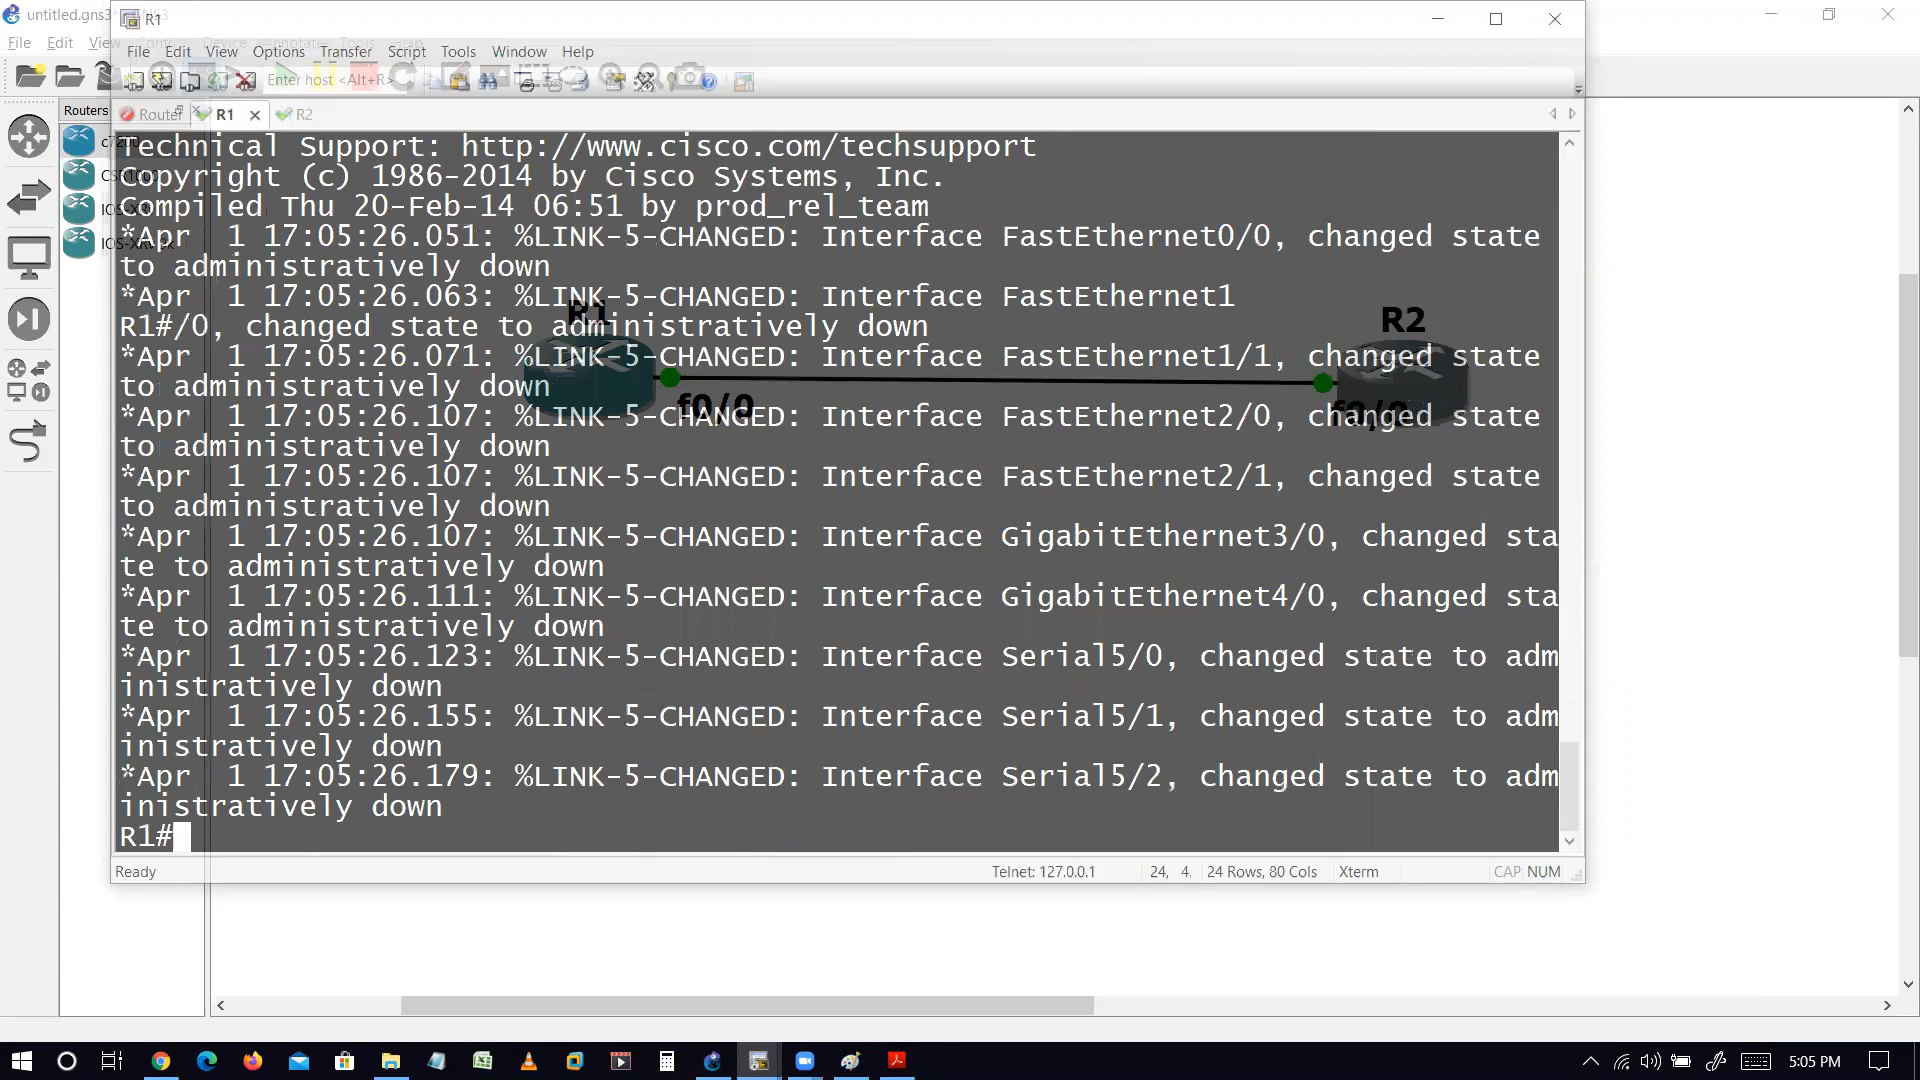 untitled.gns3
R1
File Edit View
File Edit View Options Transfer Script Tools Window Help
Enter host <Alt+R>
Routers
Router R1 R2
c7200
Technical Support: http://www.cisco.com/techsupport
Copyright (c) 1986-2014 by Cisco Systems, Inc.
Compiled Thu 20-Feb-14 06:51 by prod_rel_team
*Apr  1 17:05:26.051: %LINK-5-CHANGED: Interface FastEthernet0/0, changed state
to administratively down
*Apr  1 17:05:26.063: %LINK-5-CHANGED: Interface FastEthernet1
R1#/0, changed state to administratively down
*Apr  1 17:05:26.071: %LINK-5-CHANGED: Interface FastEthernet1/1, changed state
to administratively down
*Apr  1 17:05:26.107: %LINK-5-CHANGED: Interface FastEthernet2/0, changed state
to administratively down
*Apr  1 17:05:26.107: %LINK-5-CHANGED: Interface FastEthernet2/1, changed state
to administratively down
*Apr  1 17:05:26.107: %LINK-5-CHANGED: Interface GigabitEthernet3/0, changed sta
te to administratively down
*Apr  1 17:05:26.111: %LINK-5-CHANGED: Interface GigabitEthernet4/0, changed sta
te to administratively down
*Apr  1 17:05:26.123: %LINK-5-CHANGED: Interface Serial5/0, changed state to adm
inistratively down
*Apr  1 17:05:26.155: %LINK-5-CHANGED: Interface Serial5/1, changed state to adm
inistratively down
*Apr  1 17:05:26.179: %LINK-5-CHANGED: Interface Serial5/2, changed state to adm
inistratively down
R1#
R1
R2
f0/0
f0/0
Ready Telnet: 127.0.0.1 24, 4 24 Rows, 80 Cols Xterm CAP NUM
5:05 PM